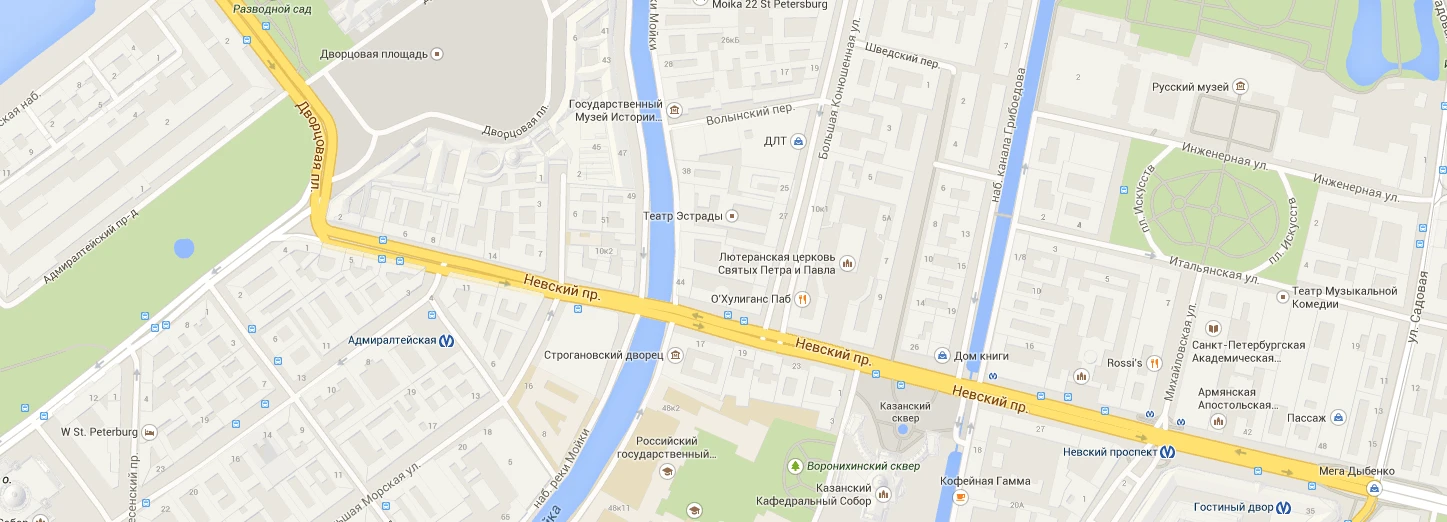 Разводной сад
ки Мойки
Moika 22 St Petersburg
Дворцовая площадь
Шведский пер.
Большая Конюшенная ул.
ская наб.
Государственный
Музей Истории...
Волынский пер.
Дворцовая пл.
Дворцовая пл.
ДЛТ
Русский музей
наб. канала Грибоедова
Инженерная ул.
Инженерная ул.
пл. Искусств
пл. Искусств
Адмиралтейский пр-д
Театр Эстрады
Лютеранская церковь
Святых Петра и Павла
Итальянская ул.
О'Хулиганс Паб
Невский пр.
Театр Музыкальной
Комедии
ул. Садовая
Адмиралтейская
Строгановский дворец
Невский пр.
Дом книги
Санкт-Петербургская
Академическая...
Rossi's
Михайловская ул.
Невский пр.
Армянская
Апостольская...
Казанский
сквер
Пассаж
W St. Peterburg
Российский
государственный...
Невский проспект
Воронихинский сквер
Мега Дыбенко
Казанский
Кафедральный Собор
Кофейная Гамма
Гостиный двор
наб. реки Мойки